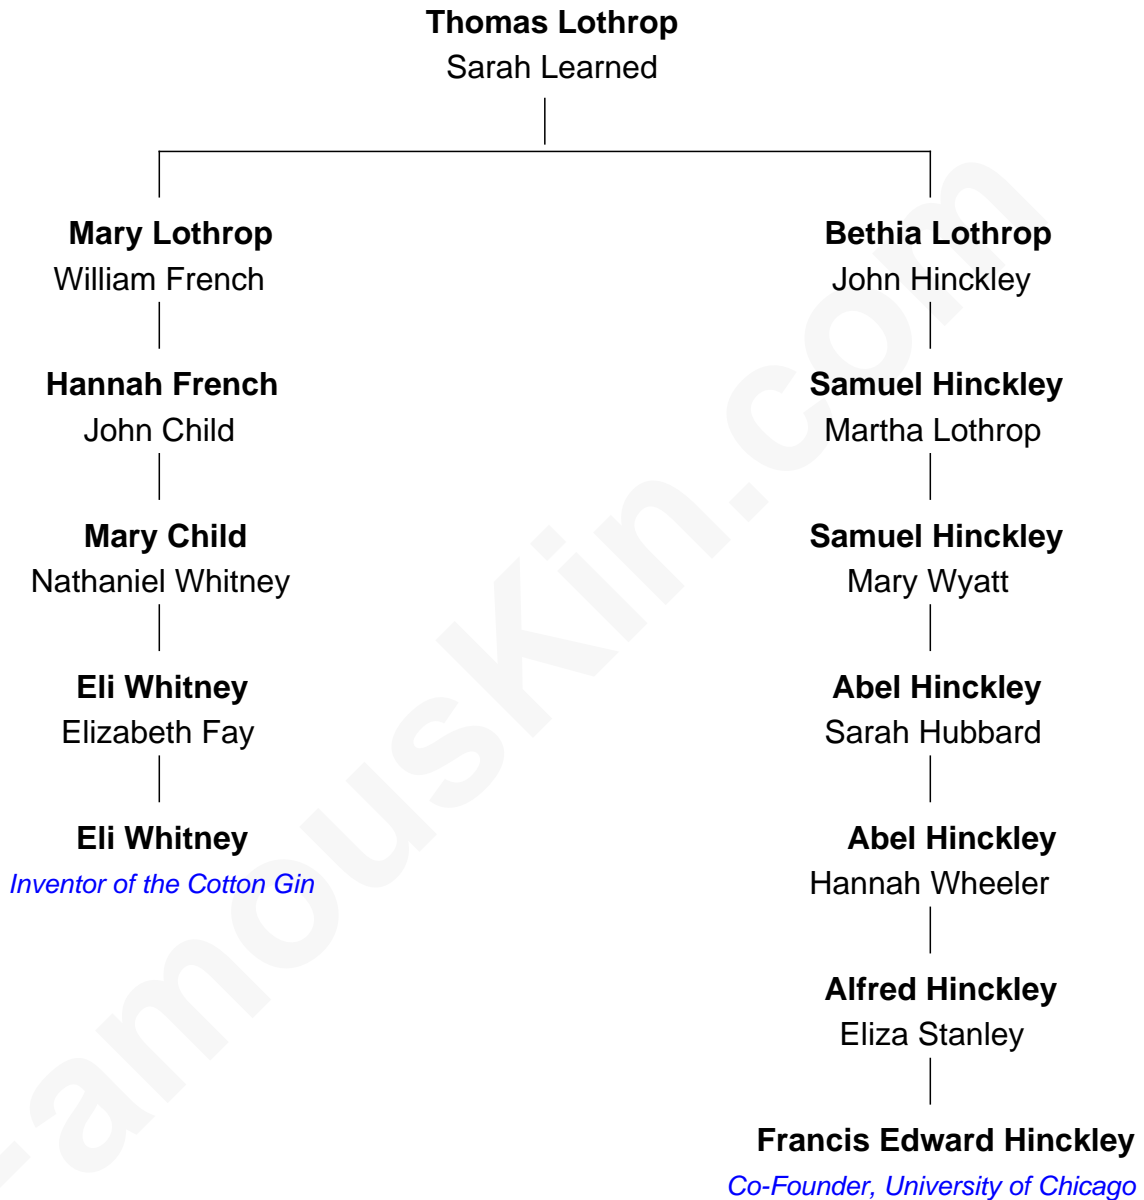 Thomas Lothrop
Sarah Learned
Mary Lothrop
William French
Hannah French
John Child
Mary Child
Nathaniel Whitney
Eli Whitney
Elizabeth Fay
Eli Whitney
Inventor of the Cotton Gin
Bethia Lothrop
John Hinckley
Samuel Hinckley
Martha Lothrop
Samuel Hinckley
Mary Wyatt
Abel Hinckley
Sarah Hubbard
Abel Hinckley
Hannah Wheeler
Alfred Hinckley
Eliza Stanley
Francis Edward Hinckley
Co-Founder, University of Chicago
FamousKin.com